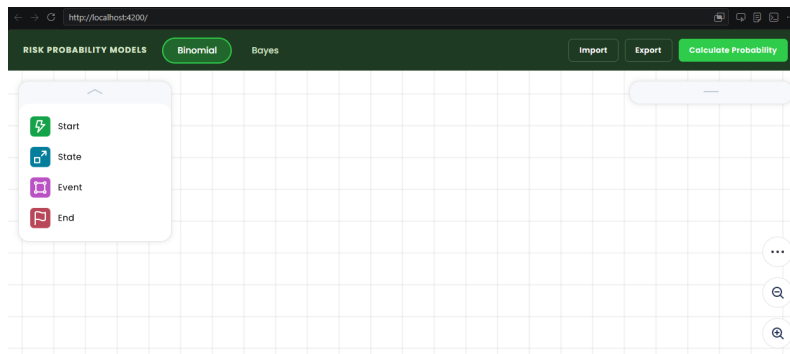 http://localhost:4200/
RISK PROBABILITY MODELS Binomial Bayes Import Export Calculate Probability
Start
State
Event
End